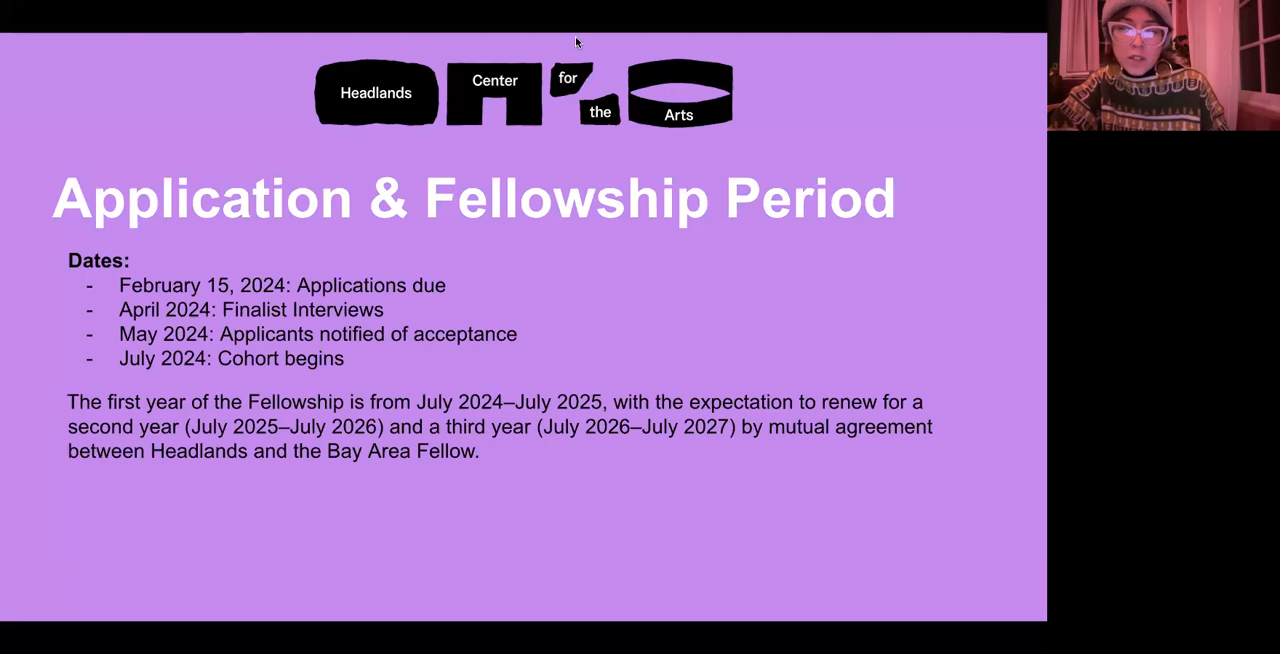 Headlands Center for the Arts
Application & Fellowship Period
Dates:
- February 15, 2024: Applications due
- April 2024: Finalist Interviews
- May 2024: Applicants notified of acceptance
- July 2024: Cohort begins
The first year of the Fellowship is from July 2024–July 2025, with the expectation to renew for a
second year (July 2025–July 2026) and a third year (July 2026–July 2027) by mutual agreement
between Headlands and the Bay Area Fellow.